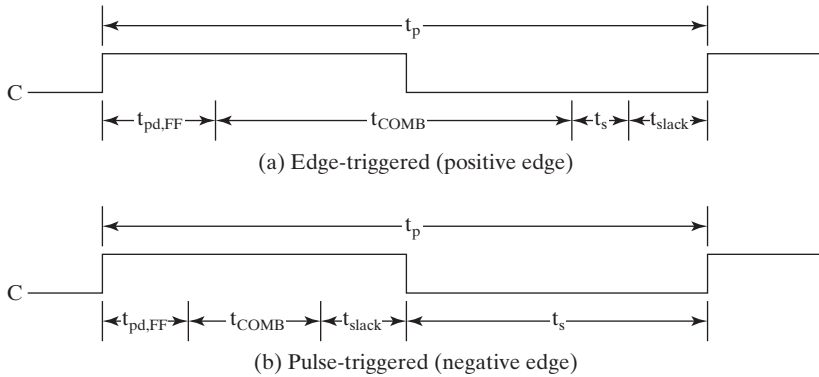 t_p
C
t_pd,FF t_COMB t_s t_slack
(a) Edge-triggered (positive edge)
t_p
C
t_pd,FF t_COMB t_slack t_s
(b) Pulse-triggered (negative edge)